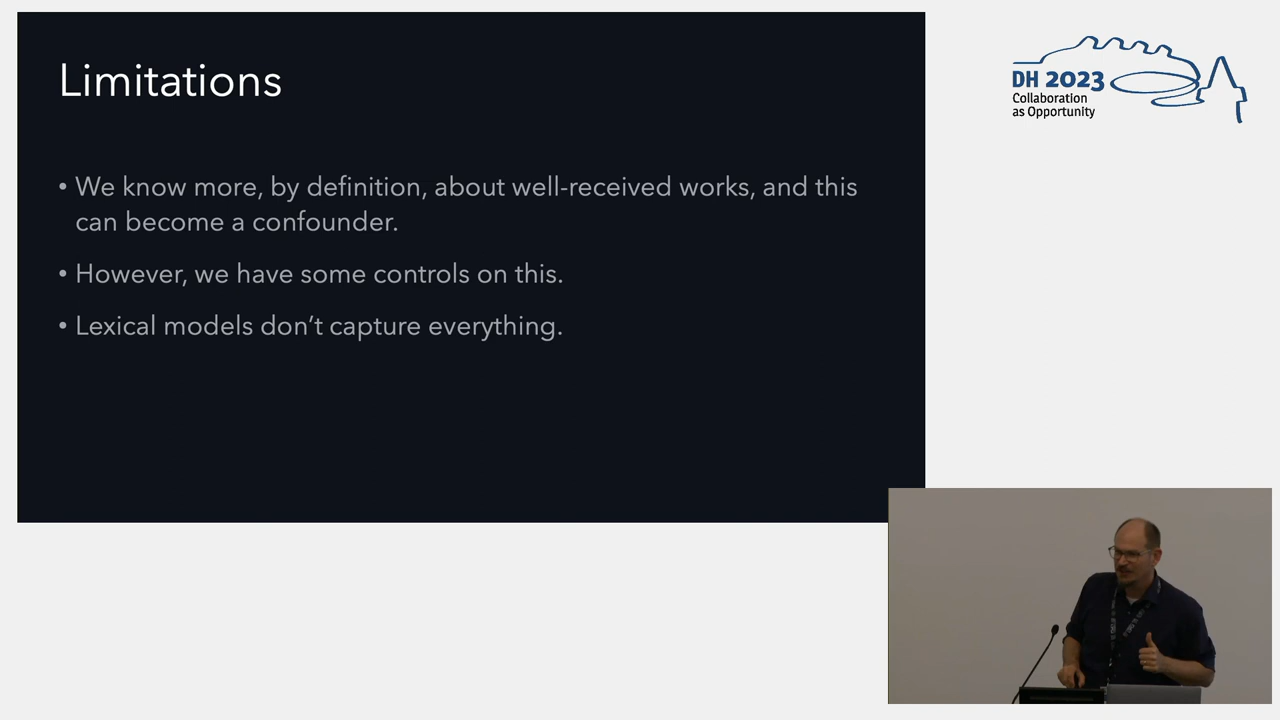 Limitations
• We know more, by definition, about well-received works, and this
can become a confounder.
• However, we have some controls on this.
• Lexical models don’t capture everything.
DH 2023
Collaboration
as Opportunity